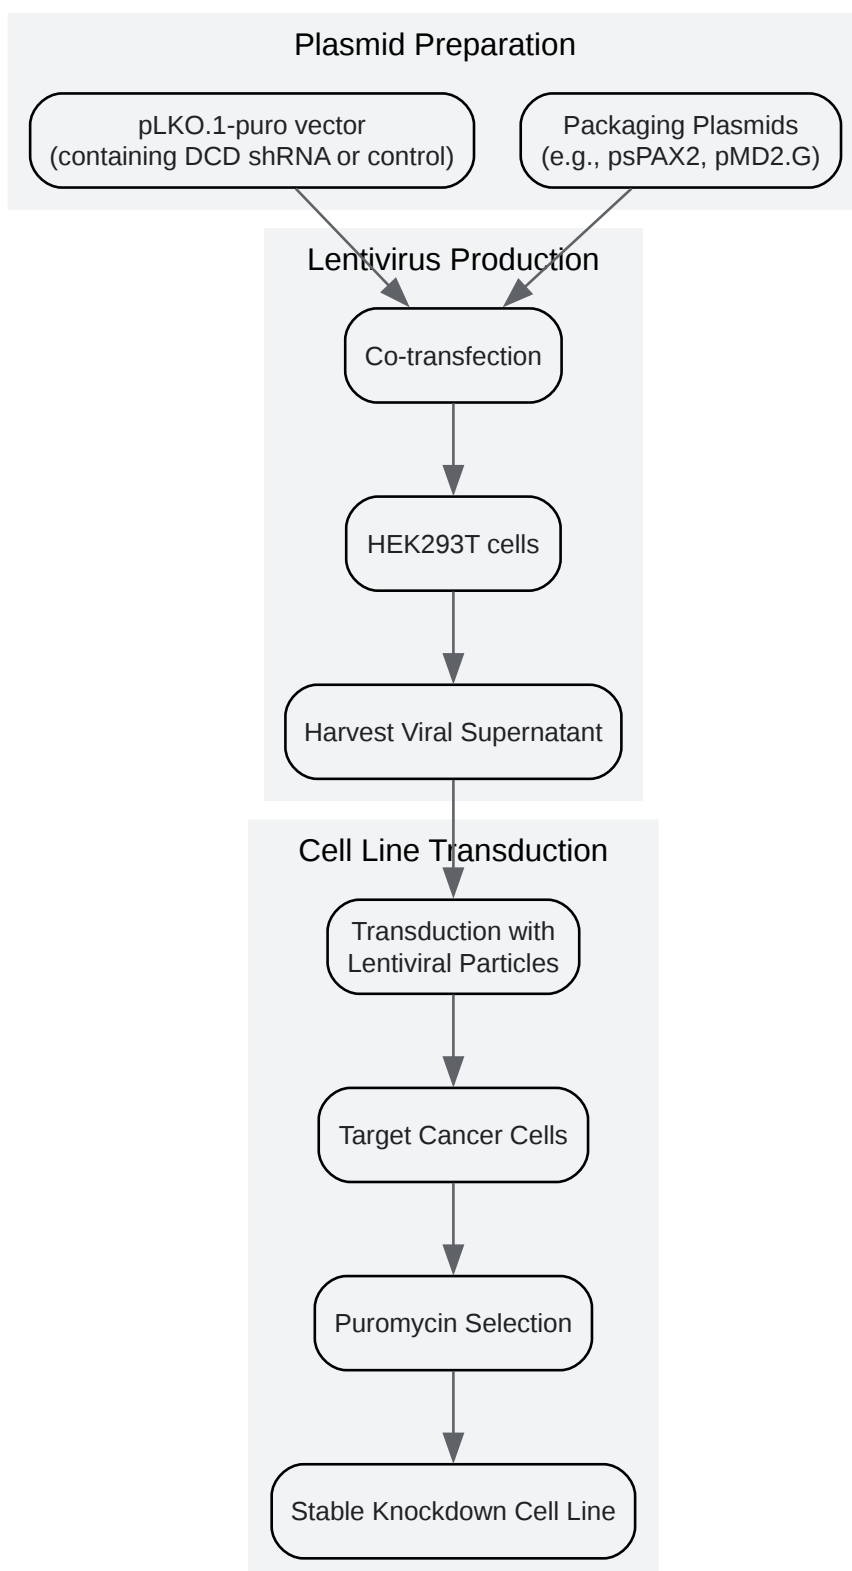 Plasmid Preparation
pLKO.1-puro vector
(containing DCD shRNA or control)
Packaging Plasmids
(e.g., psPAX2, pMD2.G)
Lentivirus Production
Co-transfection
HEK293T cells
Harvest Viral Supernatant
Cell Line Transduction
Transduction with
Lentiviral Particles
Target Cancer Cells
Puromycin Selection
Stable Knockdown Cell Line